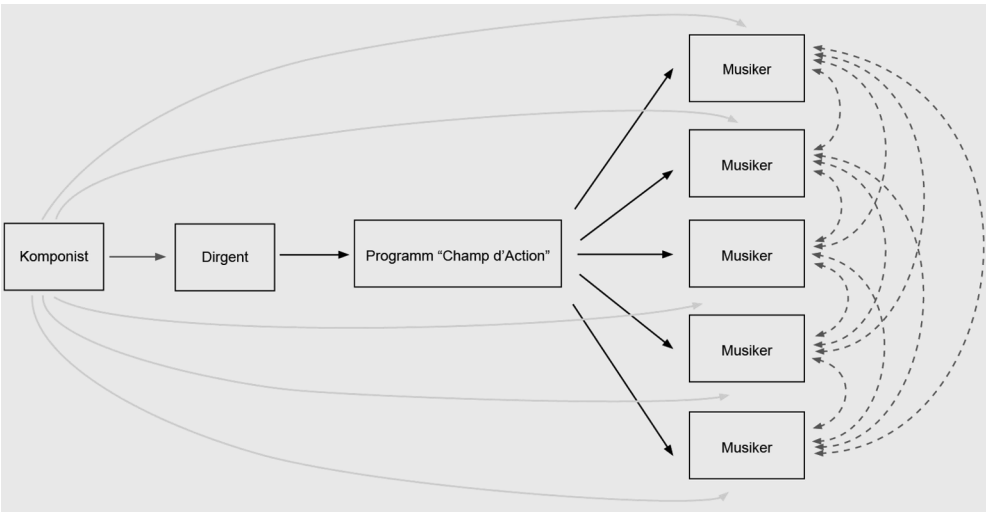 Musiker
Musiker
Komponist
Dirgent
Programm “Champ d’Action”
Musiker
Musiker
Musiker